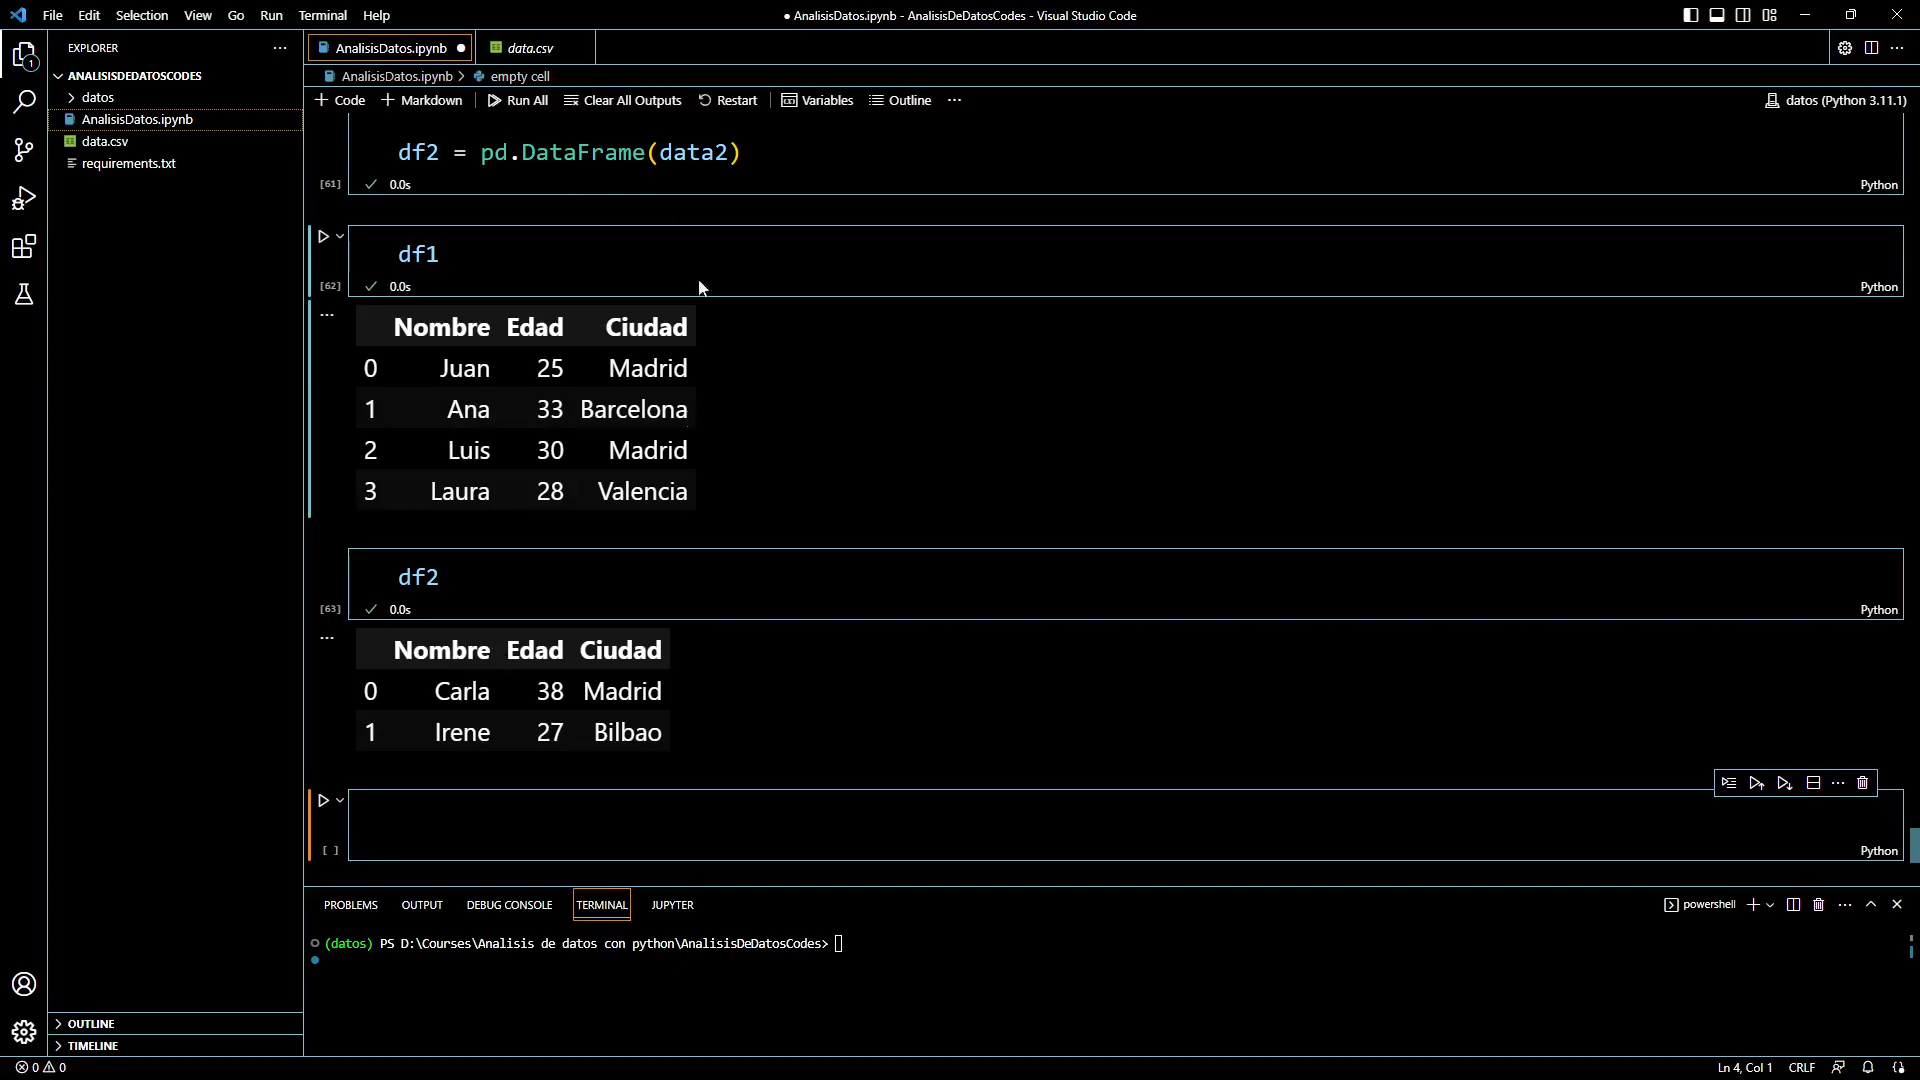 File Edit Selection View Go Run Terminal Help
● AnalisisDatos.ipynb - AnalisisDeDatosCodes - Visual Studio Code
EXPLORER
ANALISISDEDATOSCODES
datos
AnalisisDatos.ipynb
data.csv
requirements.txt
OUTLINE
TIMELINE
1
AnalisisDatos.ipynb ● data.csv
AnalisisDatos.ipynb > empty cell
+ Code + Markdown Run All Clear All Outputs Restart Variables Outline ···
datos (Python 3.11.1)
df2 = pd.DataFrame(data2)
[61] ✓ 0.0s Python
df1
[62] ✓ 0.0s Python
Nombre Edad Ciudad
0 Juan 25 Madrid
1 Ana 33 Barcelona
2 Luis 30 Madrid
3 Laura 28 Valencia
df2
[63] ✓ 0.0s Python
Nombre Edad Ciudad
0 Carla 38 Madrid
1 Irene 27 Bilbao
[ ] Python
PROBLEMS OUTPUT DEBUG CONSOLE TERMINAL JUPYTER
powershell
(datos) PS D:\Courses\Analisis de datos con python\AnalisisDeDatosCodes>
0 0
Ln 4, Col 1 CRLF